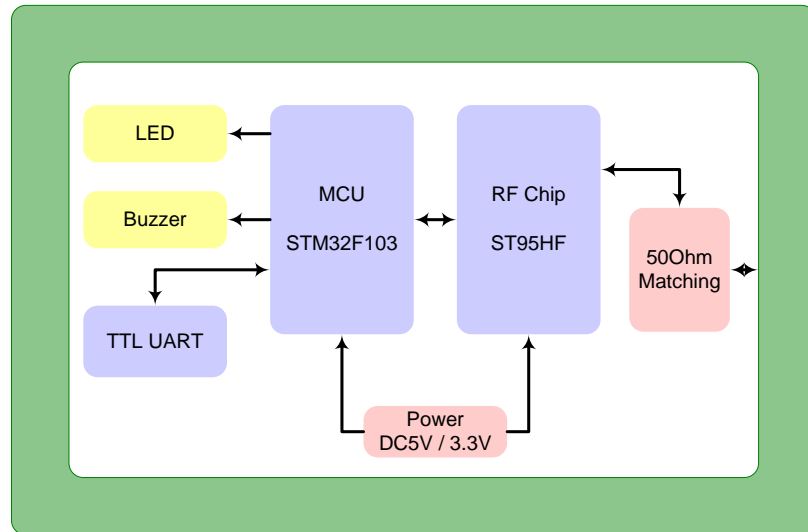 LED
Buzzer
TTL UART
MCU
STM32F103
RF Chip
ST95HF
50Ohm
Matching
Power
DC5V / 3.3V